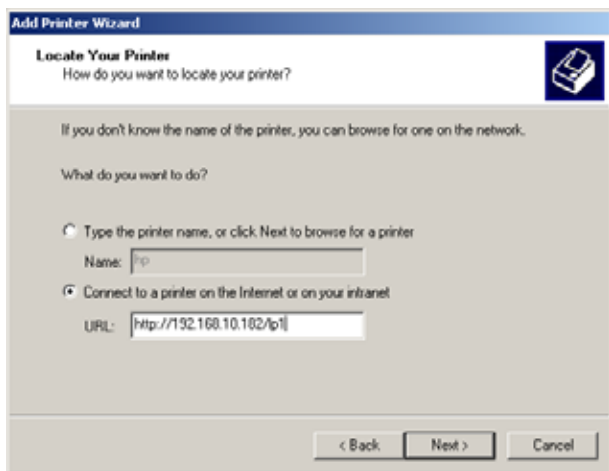 Add Printer Wizard
Locate Your Printer
How do you want to locate your printer?
If you don't know the name of the printer, you can browse for one on the network.
What do you want to do?
Type the printer name, or click Next to browse for a printer
Name: hp
Connect to a printer on the Internet or on your intranet
URL: http://192.168.10.182/lp1
< Back Next > Cancel